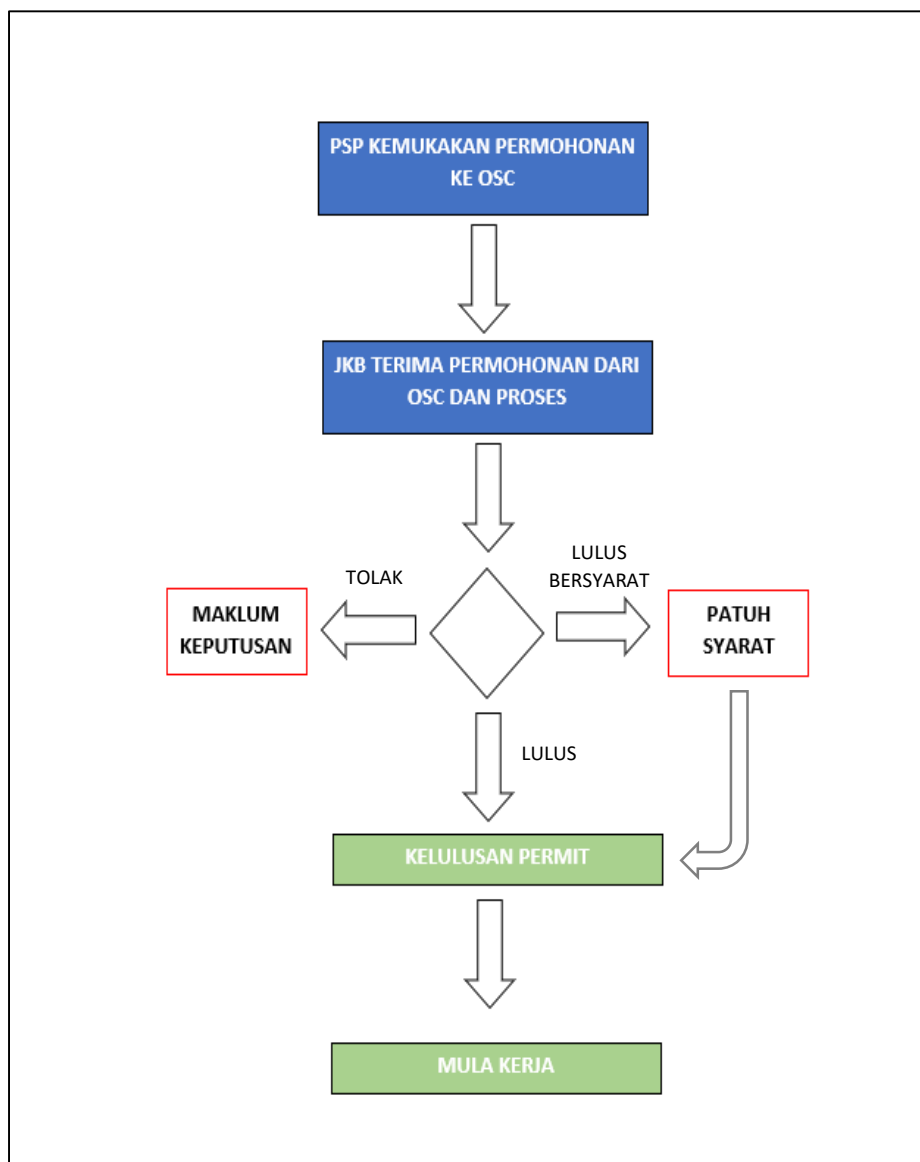 PSP KEMUKAKAN PERMOHONAN
KE OSC
JKB TERIMA PERMOHONAN DARI
OSC DAN PROSES
TOLAK
LULUS
BERSYARAT
MAKLUM
KEPUTUSAN
PATUH
SYARAT
LULUS
KELULUSAN PERMIT
MULA KERJA